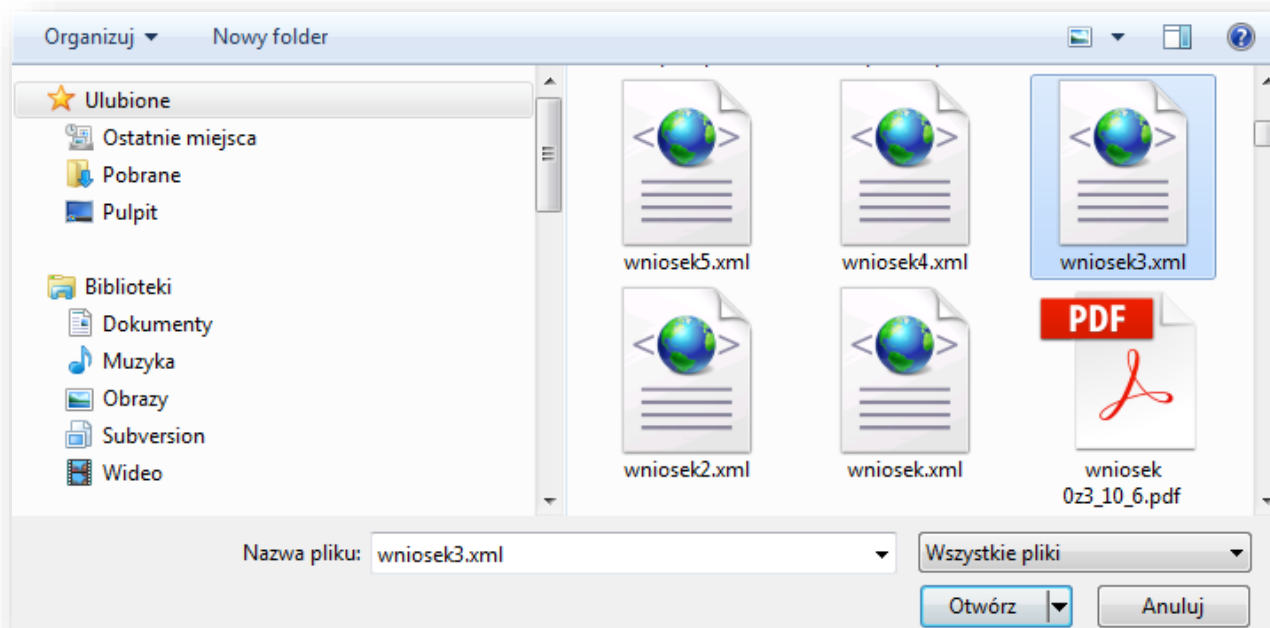 Organizuj Nowy folder
Ulubione
Ostatnie miejsca
Pobrane
Pulpit
Biblioteki
Dokumenty
Muzyka
Obrazy
Subversion
Wideo
wniosek5.xml wniosek4.xml wniosek3.xml
PDF
wniosek2.xml wniosek.xml wniosek
0z3_10_6.pdf
Nazwa pliku: wniosek3.xml Wszystkie pliki
Otwórz Anuluj